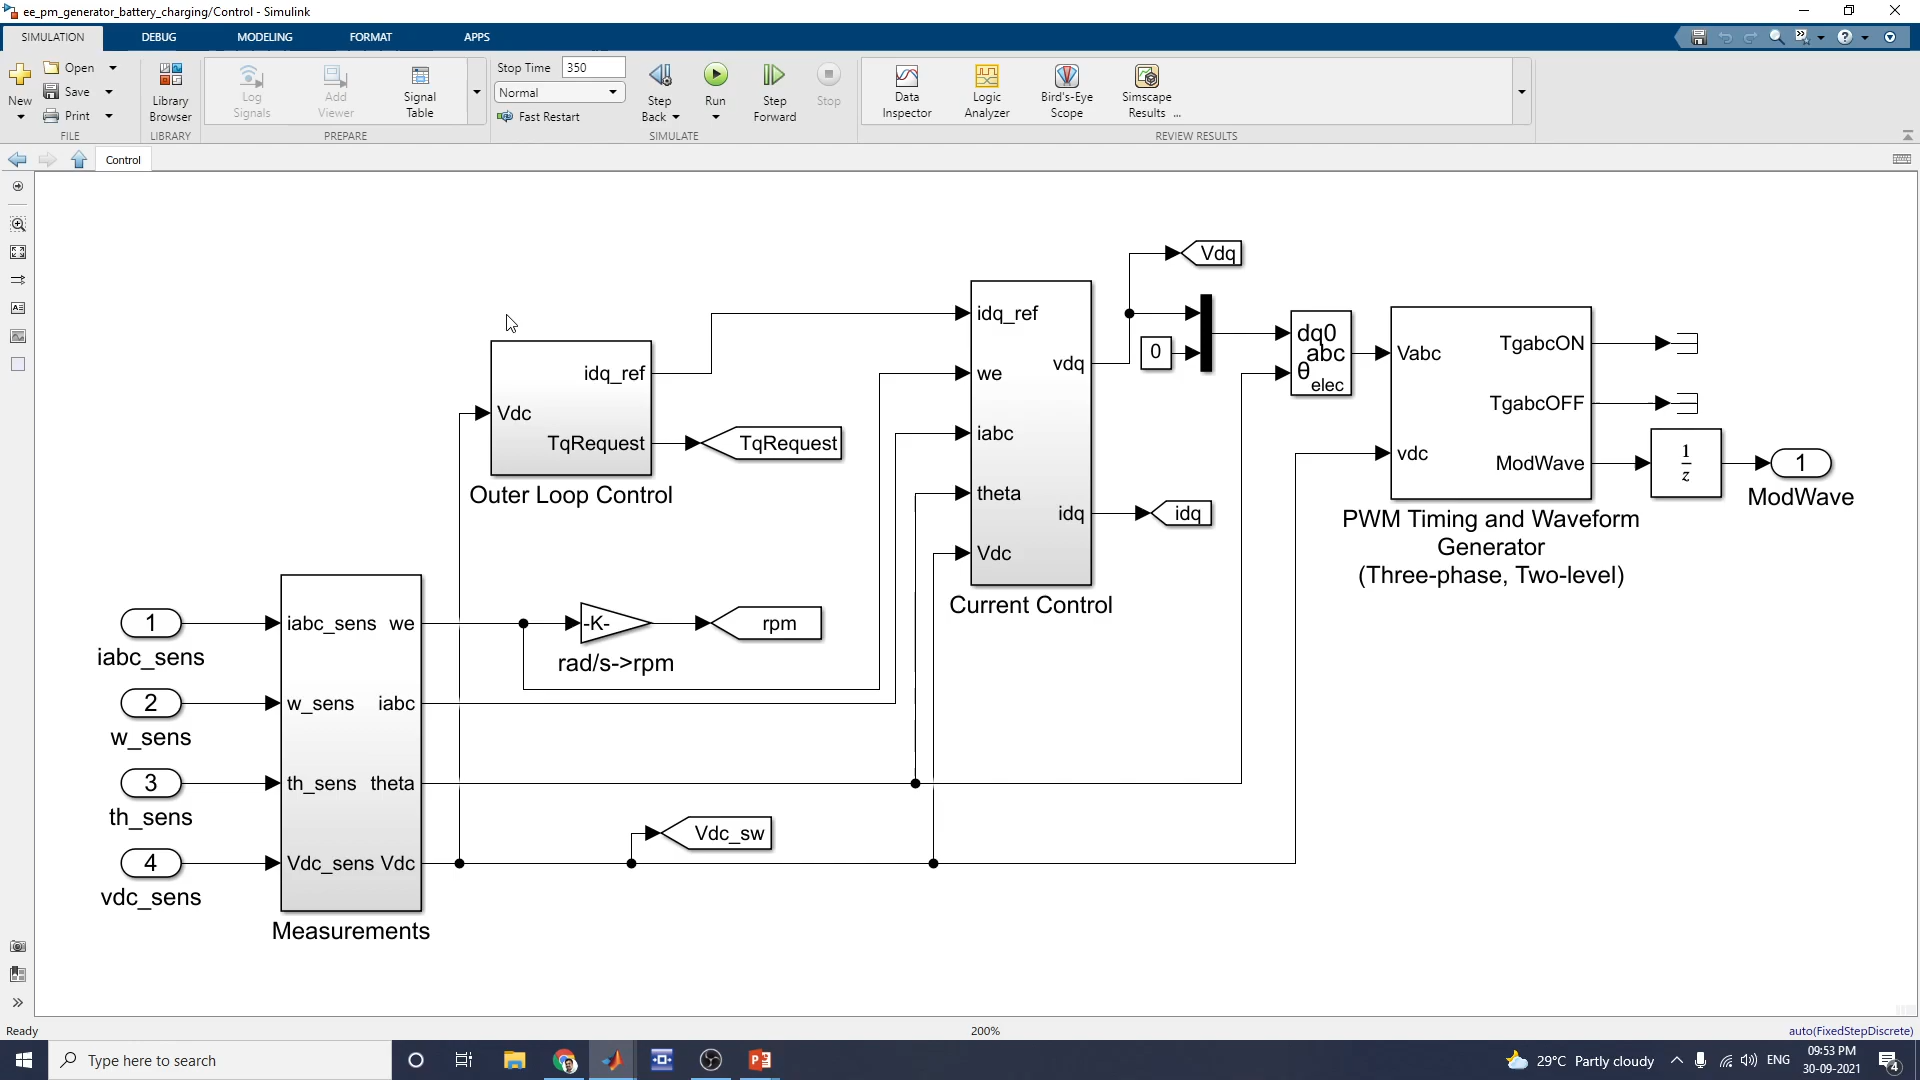 ee_pm_generator_battery_charging/Control - Simulink
SIMULATION DEBUG MODELING FORMAT APPS
New
Open
Save
Print
FILE
Library
Browser
LIBRARY
Log
Signals
Add
Viewer
Signal
Table
PREPARE
Stop Time 350
Normal
Fast Restart
Step
Back
Run
Step
Forward
Stop
SIMULATE
Data
Inspector
Logic
Analyzer
Bird's-Eye
Scope
Simscape
Results ...
REVIEW RESULTS
Control
Vdq
idq_ref
we
iabc
theta
Vdc
vdq
idq
Current Control
0
dq0
abc
θ
elec
Vabc
vdc
TgabcON
TgabcOFF
ModWave
PWM Timing and Waveform
Generator
(Three-phase, Two-level)
1
z
1
ModWave
idq_ref
Vdc
TqRequest
Outer Loop Control
TqRequest
idq
1
iabc_sens
2
w_sens
3
th_sens
4
vdc_sens
iabc_sens we
w_sens iabc
th_sens theta
Vdc_sens Vdc
Measurements
-K-
rad/s->rpm
rpm
Vdc_sw
Ready
200%
auto(FixedStepDiscrete)
Type here to search
29°C Partly cloudy
ENG
09:53 PM
30-09-2021
4